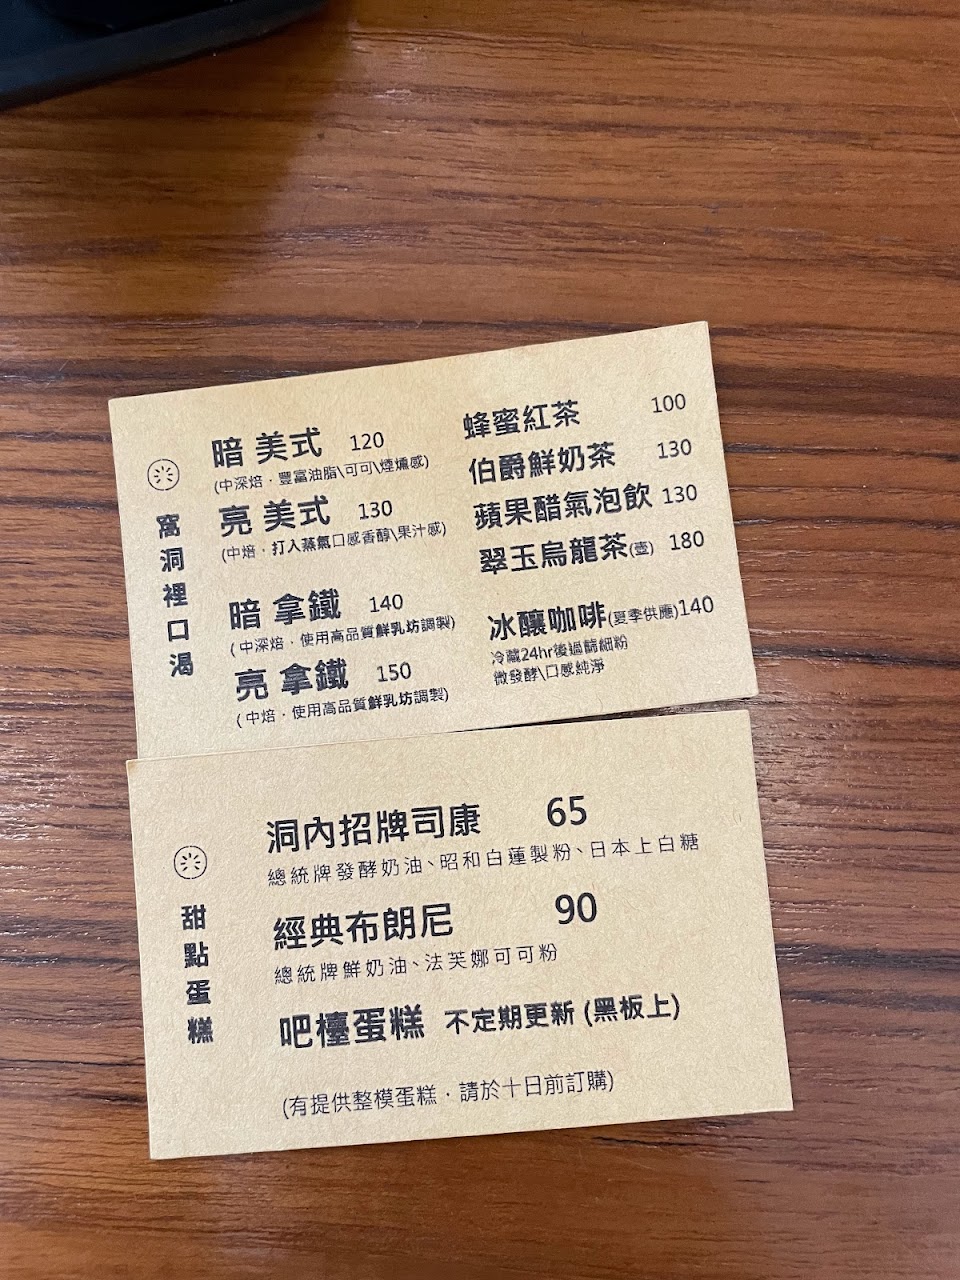 窩洞裡口渴
暗 美式 120
(中深焙．豐富油脂\可可\煙燻感)
亮 美式 130
(中焙．打入蒸氣口感香醇\果汁感)
暗 拿鐵 140
(中深焙．使用高品質鮮乳坊調製)
亮 拿鐵 150
(中焙．使用高品質鮮乳坊調製)
蜂蜜紅茶 100
伯爵鮮奶茶 130
蘋果醋氣泡飲 130
翠玉烏龍茶(壺) 180
冰釀咖啡(夏季供應)140
冷藏24hr後過篩細粉
微發酵\口感純淨
甜點蛋糕
洞內招牌司康 65
總統牌發酵奶油、昭和白蓮製粉、日本上白糖
經典布朗尼 90
總統牌鮮奶油、法芙娜可可粉
吧檯蛋糕 不定期更新 (黑板上)
(有提供整模蛋糕．請於十日前訂購)